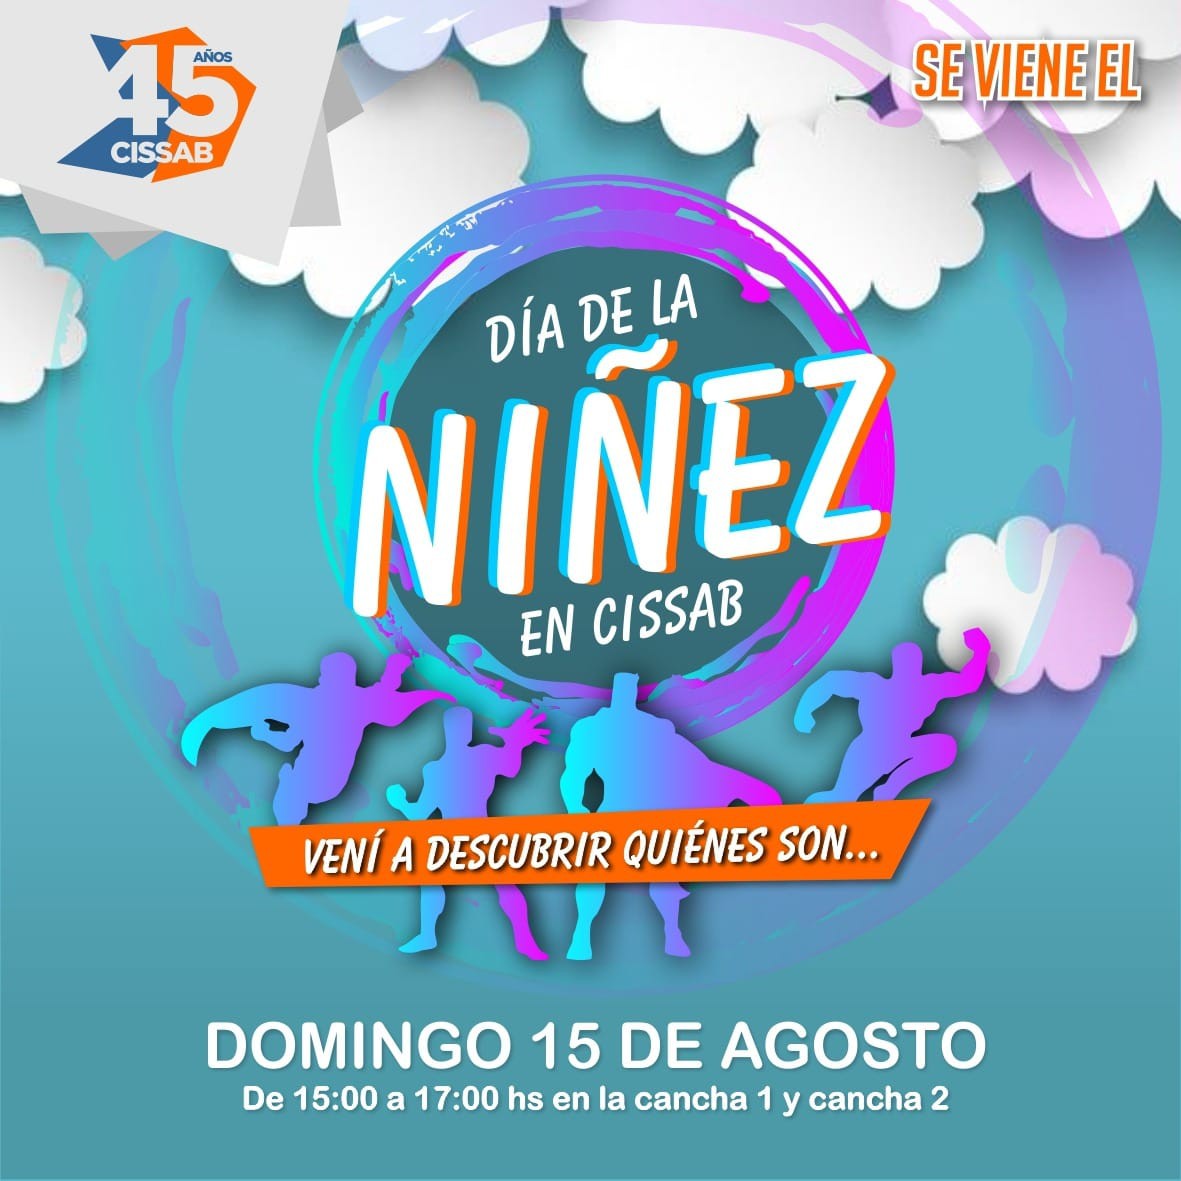 45
AÑOS
CISSAB
SE VIENE EL
DÍA DE LA
NIÑEZ
EN CISSAB
VENÍ A DESCUBRIR QUIÉNES SON...
DOMINGO 15 DE AGOSTO
De 15:00 a 17:00 hs en la cancha 1 y cancha 2